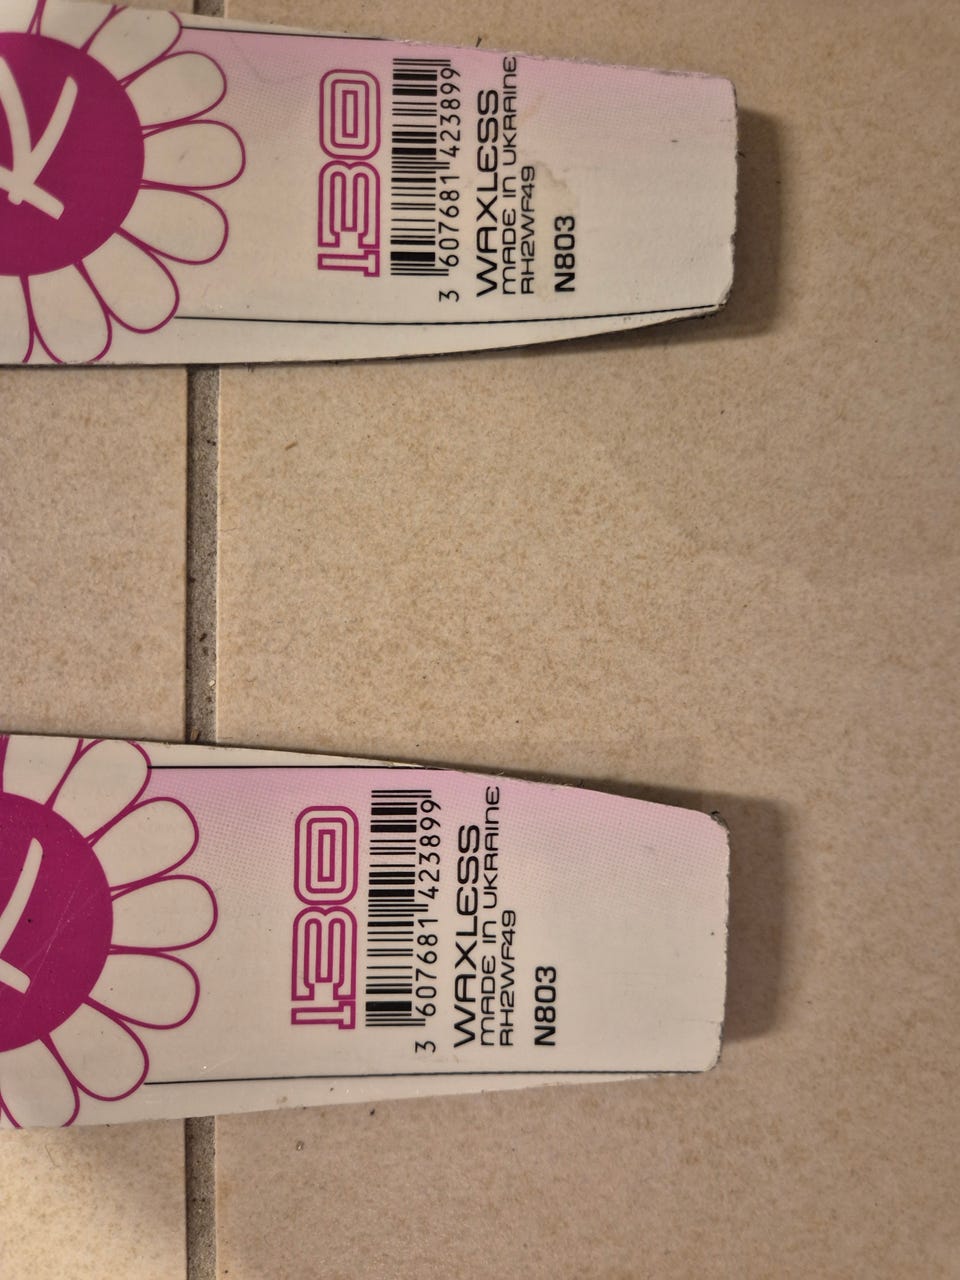 R
130
3 607681 423899
WAXLESS
MADE IN UKRAINE
RH2WF49
N803
130
3 607681 423899
WAXLESS
MADE IN UKRAINE
RH2WF49
N803